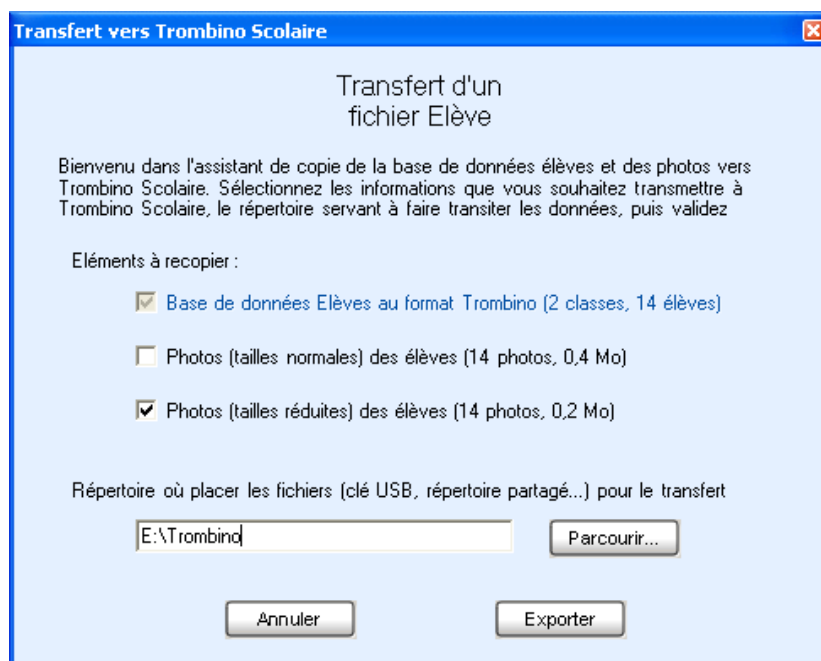 Transfert vers Trombino Scolaire
Transfert d'un
fichier Elève
Bienvenu dans l'assistant de copie de la base de données élèves et des photos vers
Trombino Scolaire. Sélectionnez les informations que vous souhaitez transmettre à
Trombino Scolaire, le répertoire servant à faire transiter les données, puis validez
Eléments à recopier :
Base de données Elèves au format Trombino (2 classes, 14 élèves)
Photos (tailles normales) des élèves (14 photos, 0,4 Mo)
Photos (tailles réduites) des élèves (14 photos, 0,2 Mo)
Répertoire où placer les fichiers (clé USB, répertoire partagé...) pour le transfert
E:\Trombino
Parcourir...
Annuler
Exporter